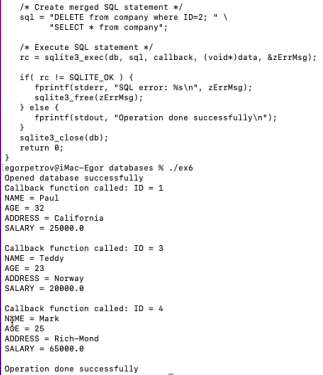 /* Create merged SQL statement */
sql = "DELETE from company where ID=2; " \
"SELECT * from company";
/* Execute SQL statement */
rc = sqlite3_exec(db, sql, callback, (void*)data, &zErrMsg);
if( rc != SQLITE_OK ) {
fprintf(stderr, "SQL error: %s\n", zErrMsg);
sqlite3_free(zErrMsg);
} else {
fprintf(stdout, "Operation done successfully\n");
}
sqlite3_close(db);
return 0;
}
egorpetrov@iMac-Egor databases % ./ex6
Opened database successfully
Callback function called: ID = 1
NAME = Paul
AGE = 32
ADDRESS = California
SALARY = 25000.0
Callback function called: ID = 3
NAME = Teddy
AGE = 23
ADDRESS = Norway
SALARY = 20000.0
Callback function called: ID = 4
NAME = Mark
AGE = 25
ADDRESS = Rich-Mond
SALARY = 65000.0
Operation done successfully